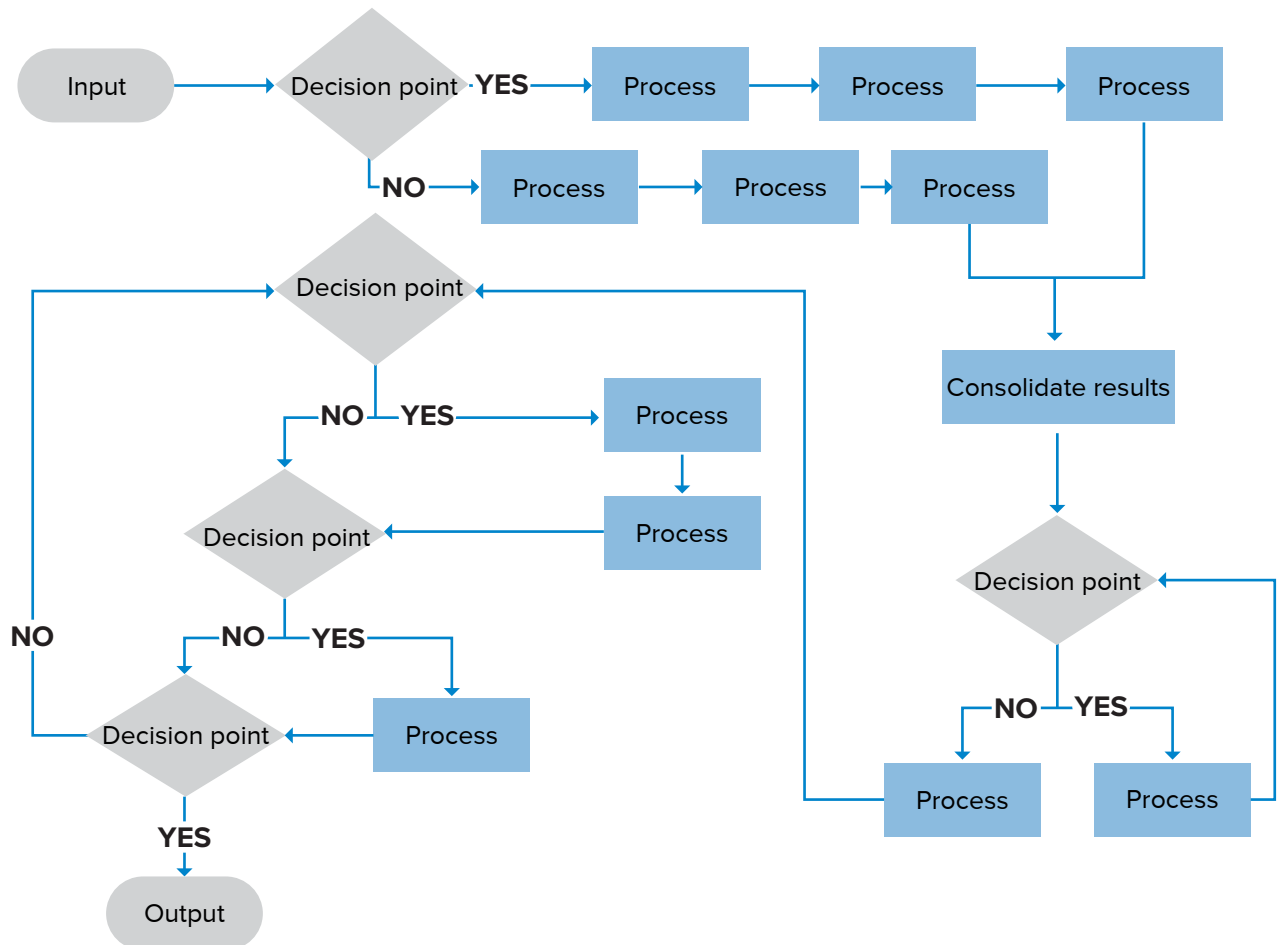 Input
Decision point
YES
Process
Process
Process
NO
Process
Process
Process
Decision point
NO
YES
Process
Consolidate results
Decision point
Process
Decision point
NO
NO
YES
NO
YES
Decision point
Process
Process
Process
YES
Output